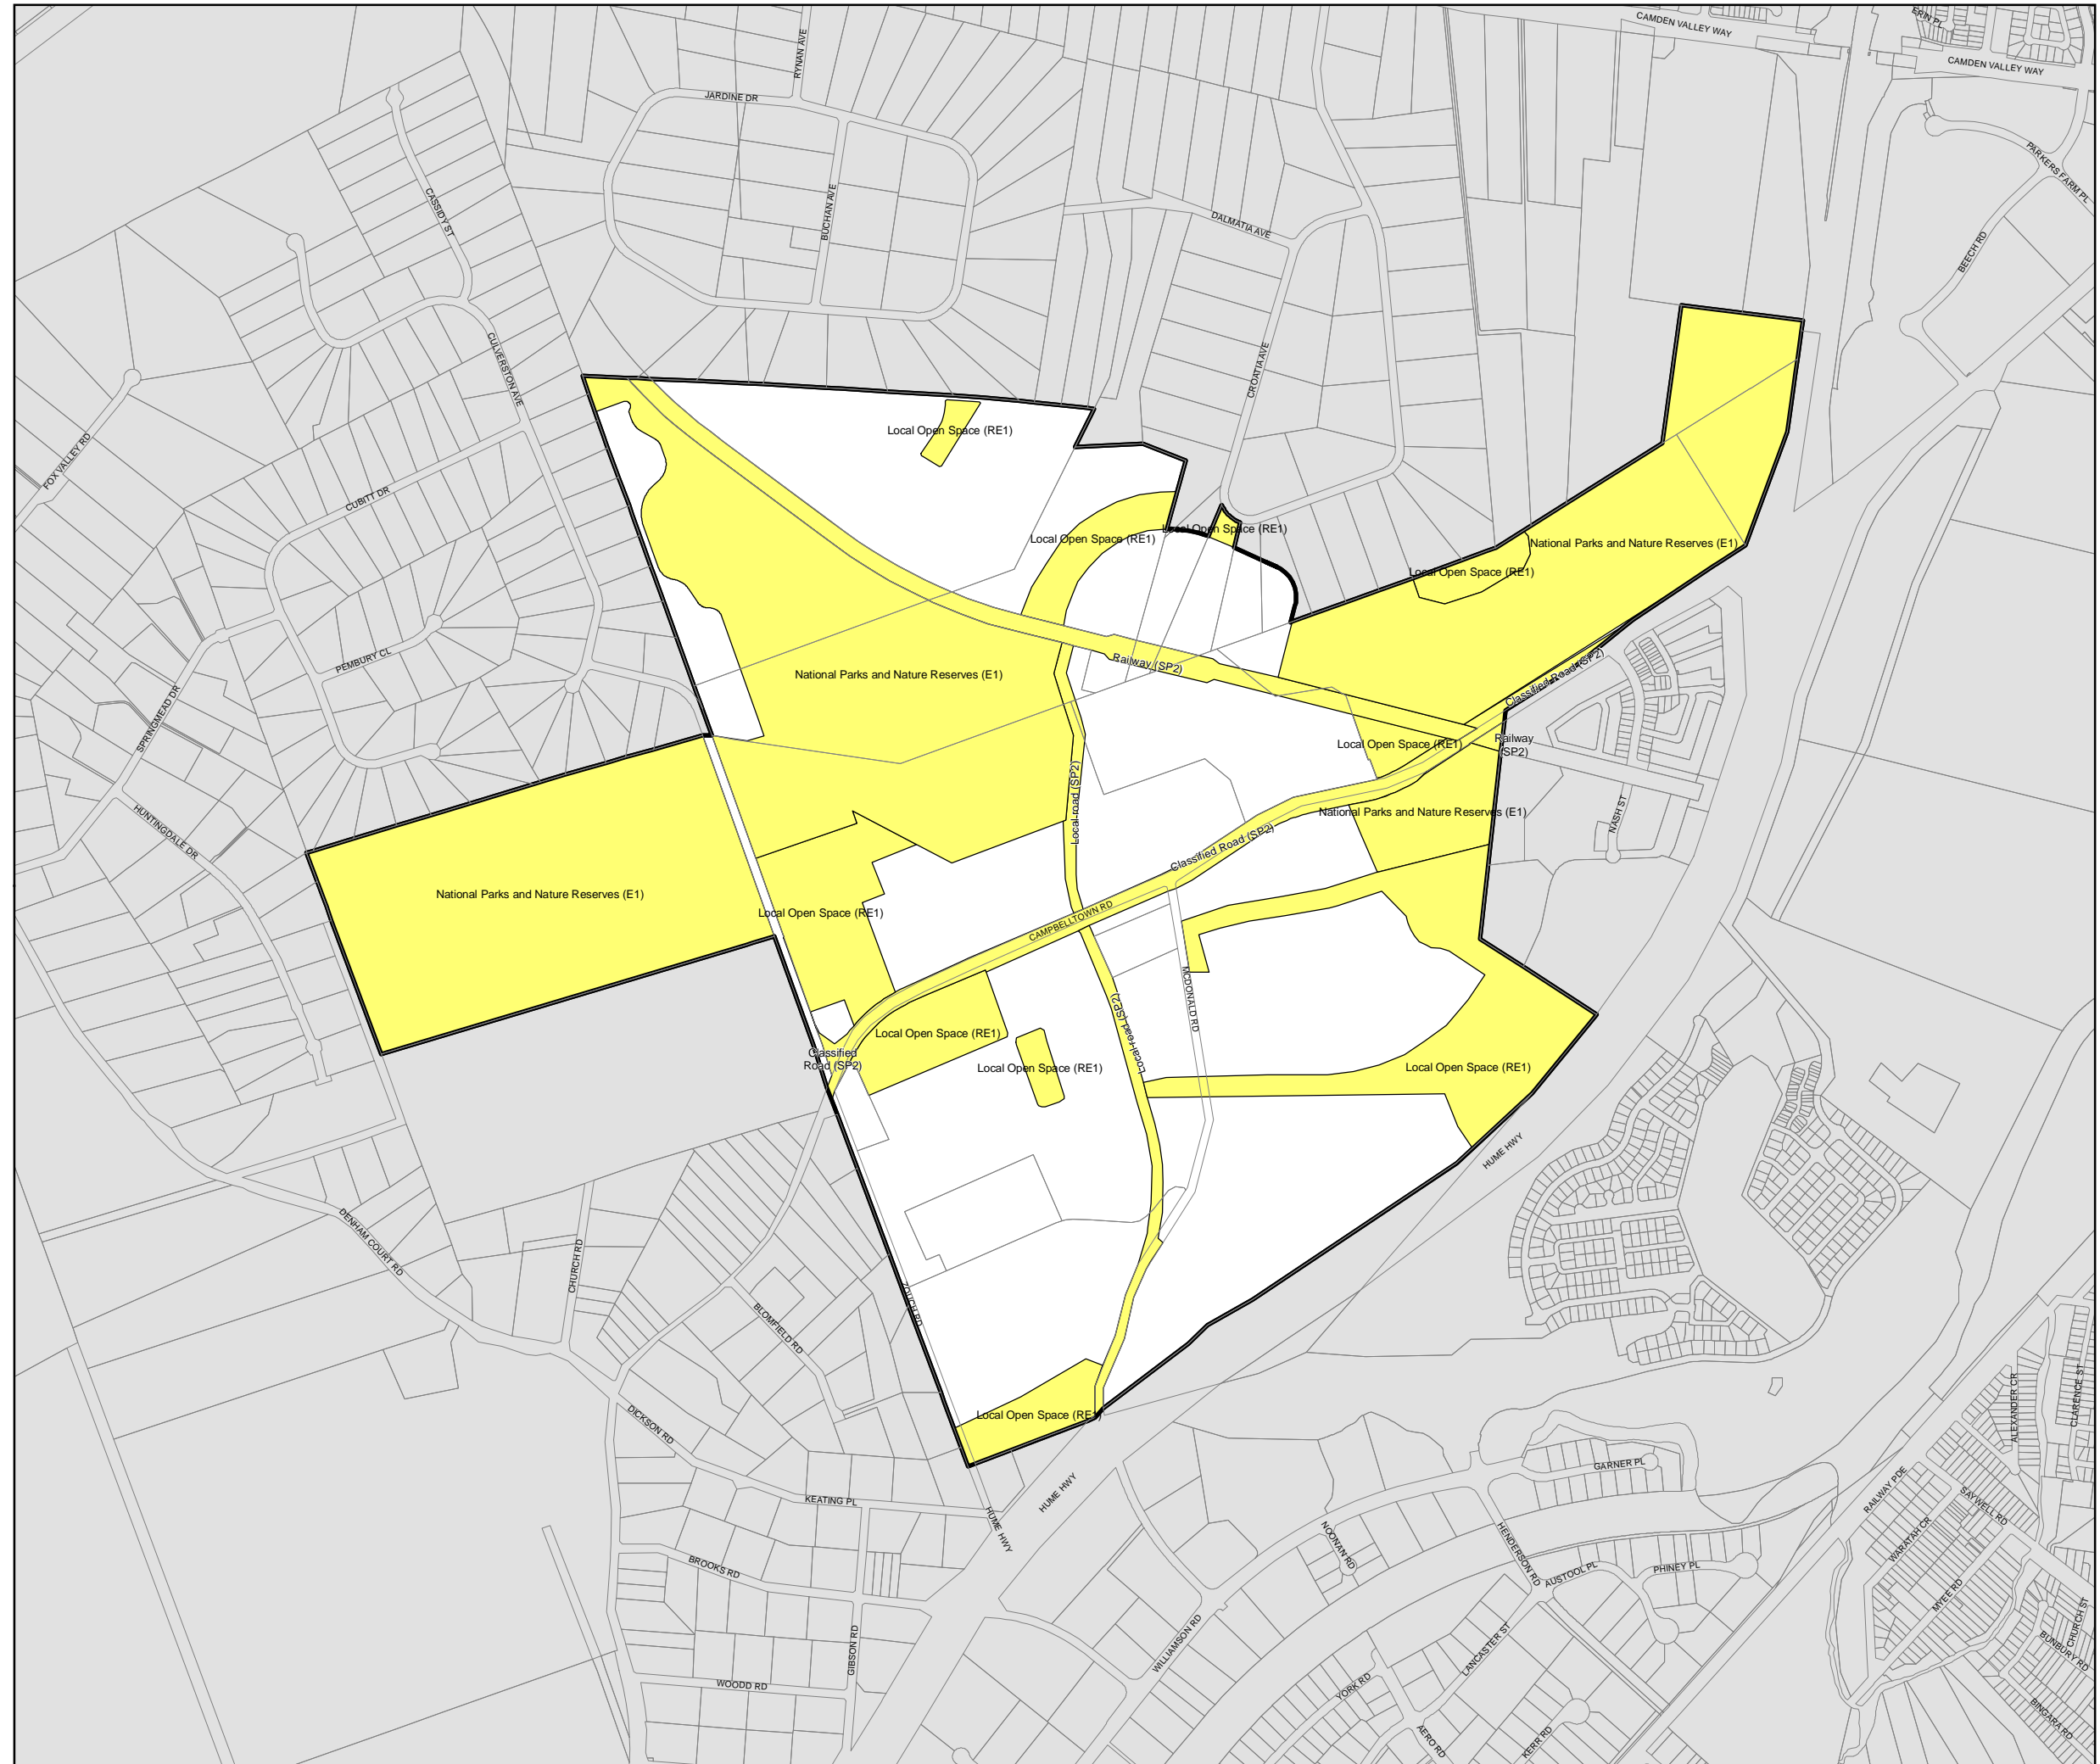 ERIN PL
CAMDEN VALLEY WAY
CAMDEN VALLEY WAY
RYNAN AVE
JARDINE DR
PARKERS FARM PL
CASSIDY ST
BUCHAN AVE
DALMATIA AVE
BEECH RD
CULVERSTON AVE
CROATIA AVE
FOX VALLEY RD
Local Open Space (RE1)
CUBITT DR
Local Open Space (RE1)
Local Open Space (RE1)
National Parks and Nature Reserves (E1)
Local Open Space (RE1)
PEMBURY CL
Railway (SP2)
National Parks and Nature Reserves (E1)
Classified Road (SP2)
SPRINGMEAD DR
Local Open Space (RE1)
Railway
(SP2)
Local road (SP2)
NASH ST
National Parks and Nature Reserves (E1)
HUNTINGDALE DR
Classified Road (SP2)
National Parks and Nature Reserves (E1)
Local Open Space (RE1)
CAMPBELLTOWN RD
MCDONALD RD
Local road (SP2)
Local Open Space (RE1)
Classified
Road (SP2)
Local Open Space (RE1)
Local Open Space (RE1)
HUME HWY
DENHAM COURT RD
CHURCH RD
ZOUCH RD
BLOMFIELD RD
Local Open Space (RE1)
DICKSON RD
ALEXANDER CR
CLARENCE ST
KEATING PL
HUME HWY
HUME HWY
GARNER PL
RAILWAY PDE
SAYWELL RD
NOONAN RD
HENDERSON RD
WARATAH CR
BROOKS RD
AUSTOOL PL
PHINEY PL
MYEE RD
CHURCH ST
BUNBURY RD
GIBSON RD
WILLIAMSON RD
LANCASTER ST
WOODD RD
YORK RD
BINGARA RD
AERO RD
KERR RD